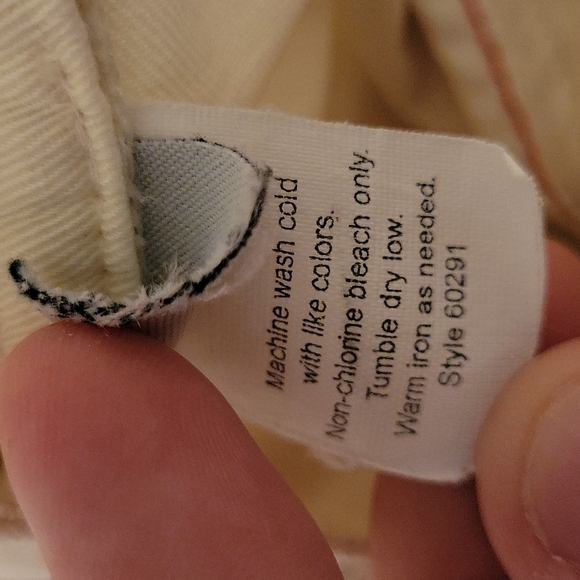 Machine wash cold
with like colors.
Non-chlorine bleach only.
Tumble dry low.
Warm iron as needed.
Style 60291